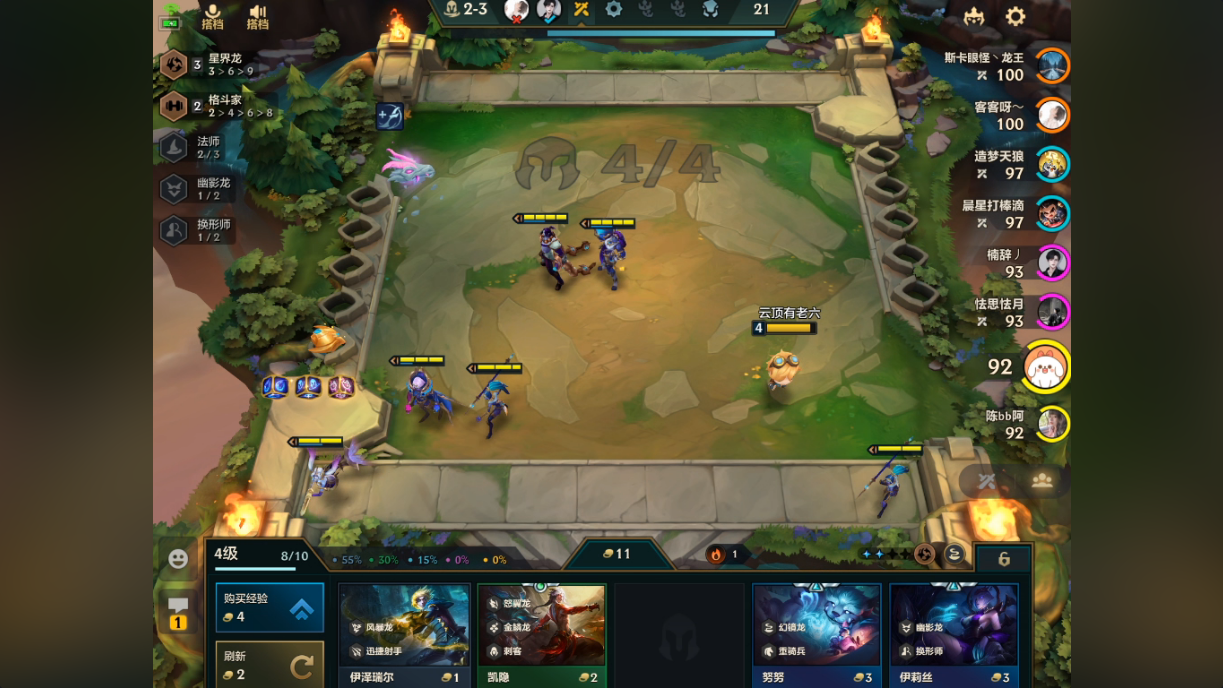 搭档
搭档
2-3
21
3
星界龙
3 > 6 > 9
2
格斗家
2 > 4 > 6 > 8
法师
2 / 3
幽影龙
1 / 2
换形师
1 / 2
4/4
云顶有老六
4
斯卡眼怪丶龙王
100
客客呀～
100
造梦天狼
97
晨星打棒滴
97
楠辞丿
93
怯思怯月
93
92
陈bb阿
92
4级
8/10
55%
30%
15%
0%
0%
11
1
6
购买经验
4
刷新
2
1
风暴龙
迅捷射手
伊泽瑞尔
1
怒翼龙
金鳞龙
刺客
凯隐
2
幻镜龙
重骑兵
努努
3
幽影龙
换形师
伊莉丝
3